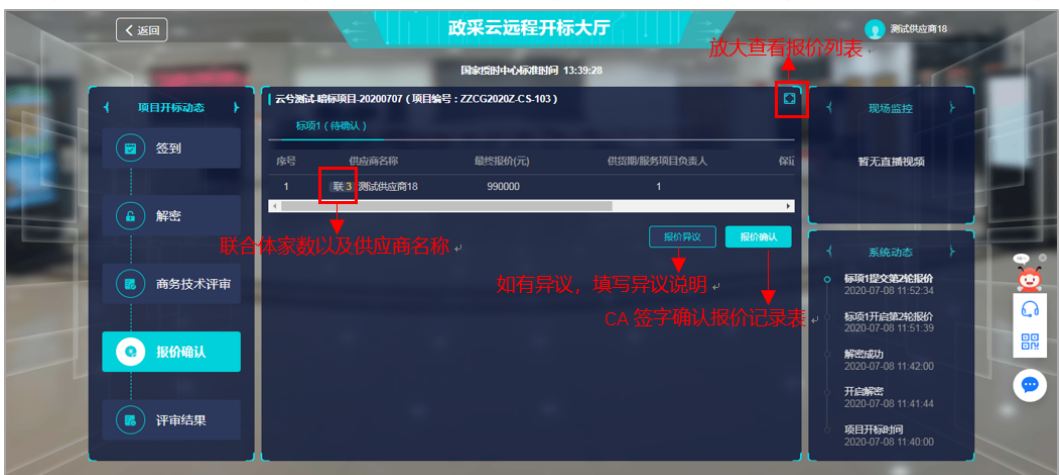 返回
政采云远程开标大厅
测试供应商18
放大查看报价列表
国家授时中心标准时间 13:39:28
项目开标动态
签到
解密
商务技术评审
报价确认
评审结果
云兮测试-暗标项目-20200707 ( 项目编号：ZZCG2020Z-CS-103 )
标项1 ( 待确认 )
序号 供应商名称 最终报价(元) 供货期/服务项目负责人 保证
1 联 3 测试供应商18 990000 1
联合体家数以及供应商名称
报价异议 报价确认
如有异议，填写异议说明
CA 签字确认报价记录表
现场监控
暂无直播视频
系统动态
标项1提交第2轮报价
2020-07-08 11:52:34
标项1开启第2轮报价
2020-07-08 11:51:39
解密成功
2020-07-08 11:42:00
开启解密
2020-07-08 11:41:44
项目开标时间
2020-07-08 11:40:00